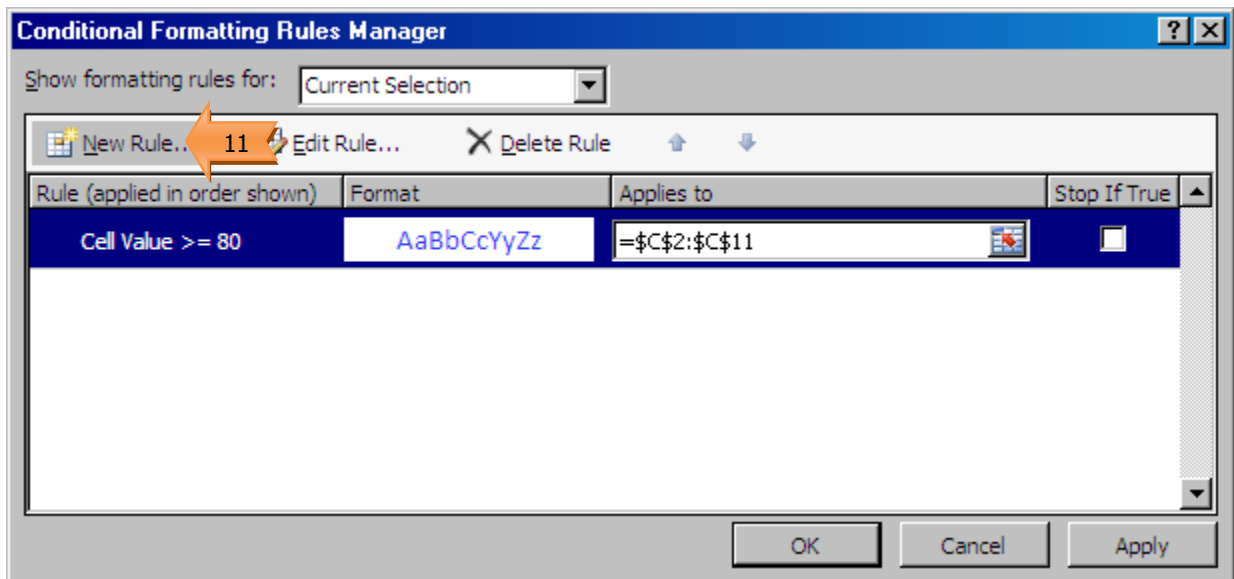 Conditional Formatting Rules Manager
Show formatting rules for: Current Selection
New Rule.. 11 Edit Rule... Delete Rule
Rule (applied in order shown) Format Applies to Stop If True
Cell Value >= 80 AaBbCcYyZz =$C$2:$C$11
OK Cancel Apply